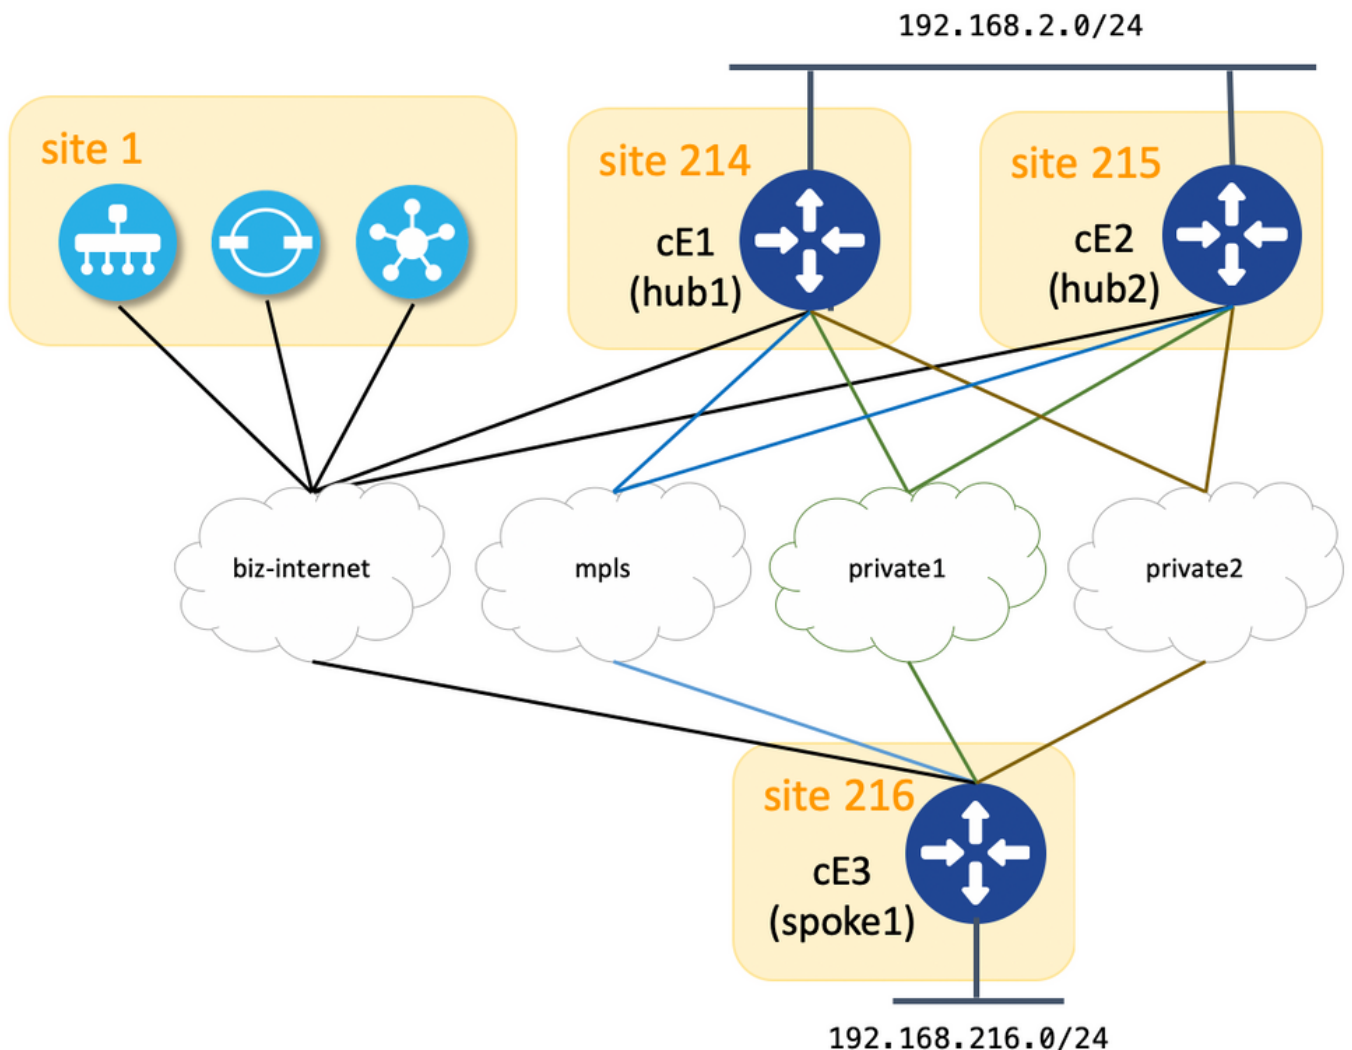 192.168.2.0/24
site 1
site 214
site 215
cE1
(hub1)
cE2
(hub2)
biz-internet
mpls
private1
private2
site 216
cE3
(spoke1)
192.168.216.0/24